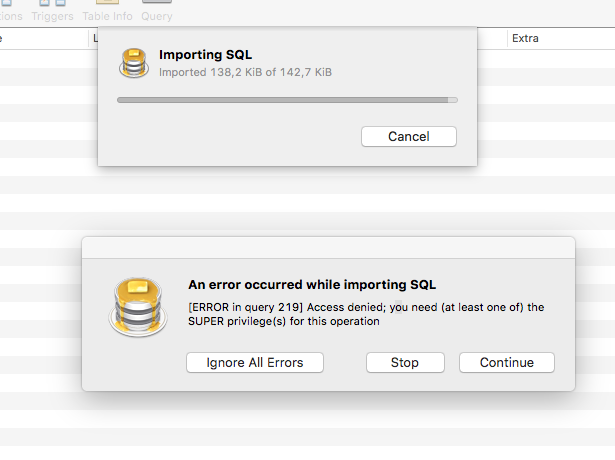 Triggers Table Info Query
Extra
Importing SQL
Imported 138,2 KiB of 142,7 KiB
Cancel
An error occurred while importing SQL
[ERROR in query 219] Access denied; you need (at least one of) the
SUPER privilege(s) for this operation
Ignore All Errors Stop Continue